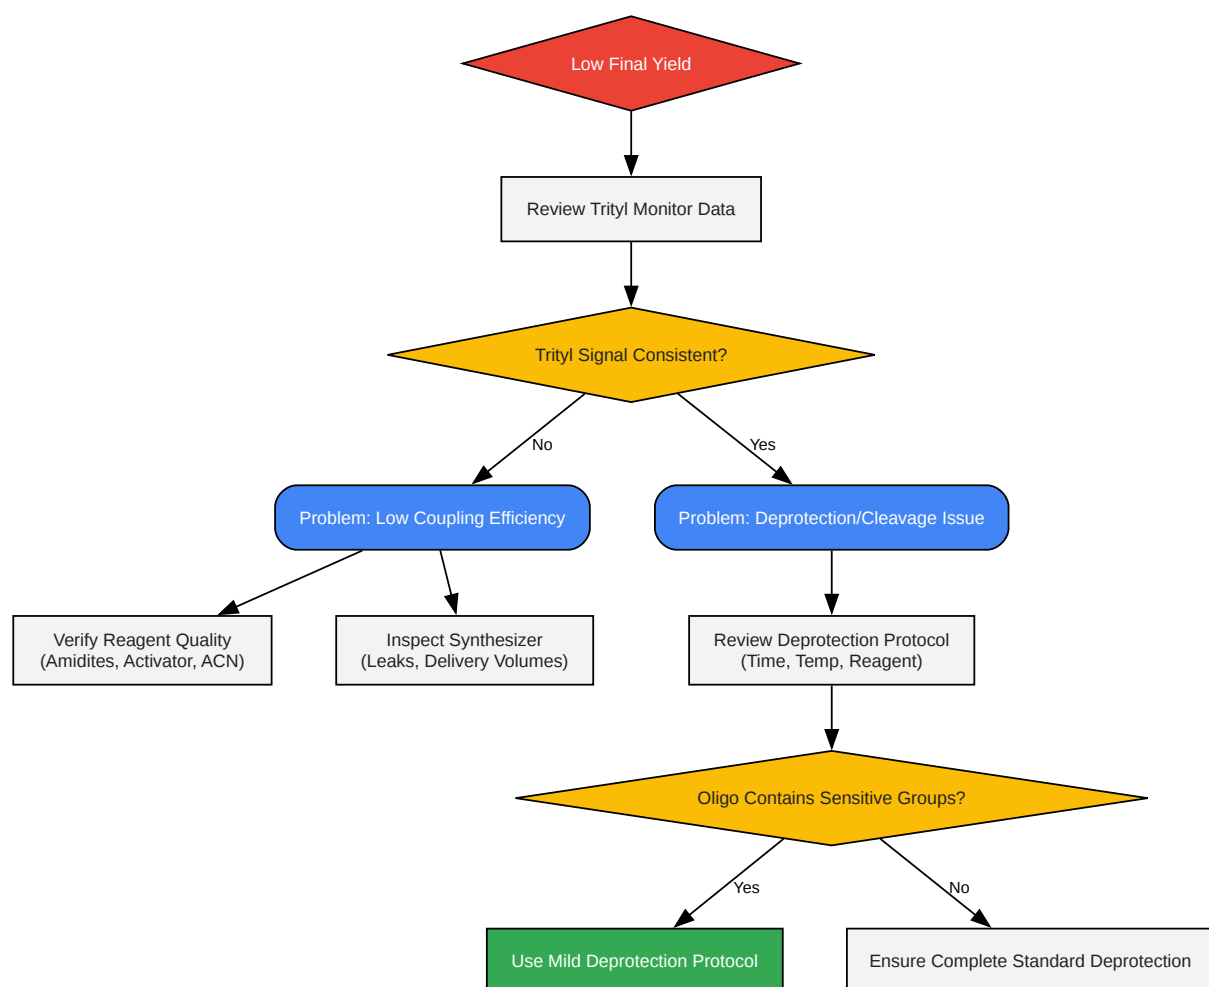 Low Final Yield
Review Trityl Monitor Data
Trityl Signal Consistent?
No
Yes
Problem: Low Coupling Efficiency
Problem: Deprotection/Cleavage Issue
Verify Reagent Quality
(Amidites, Activator, ACN)
Inspect Synthesizer
(Leaks, Delivery Volumes)
Review Deprotection Protocol
(Time, Temp, Reagent)
Oligo Contains Sensitive Groups?
Yes
No
Use Mild Deprotection Protocol
Ensure Complete Standard Deprotection